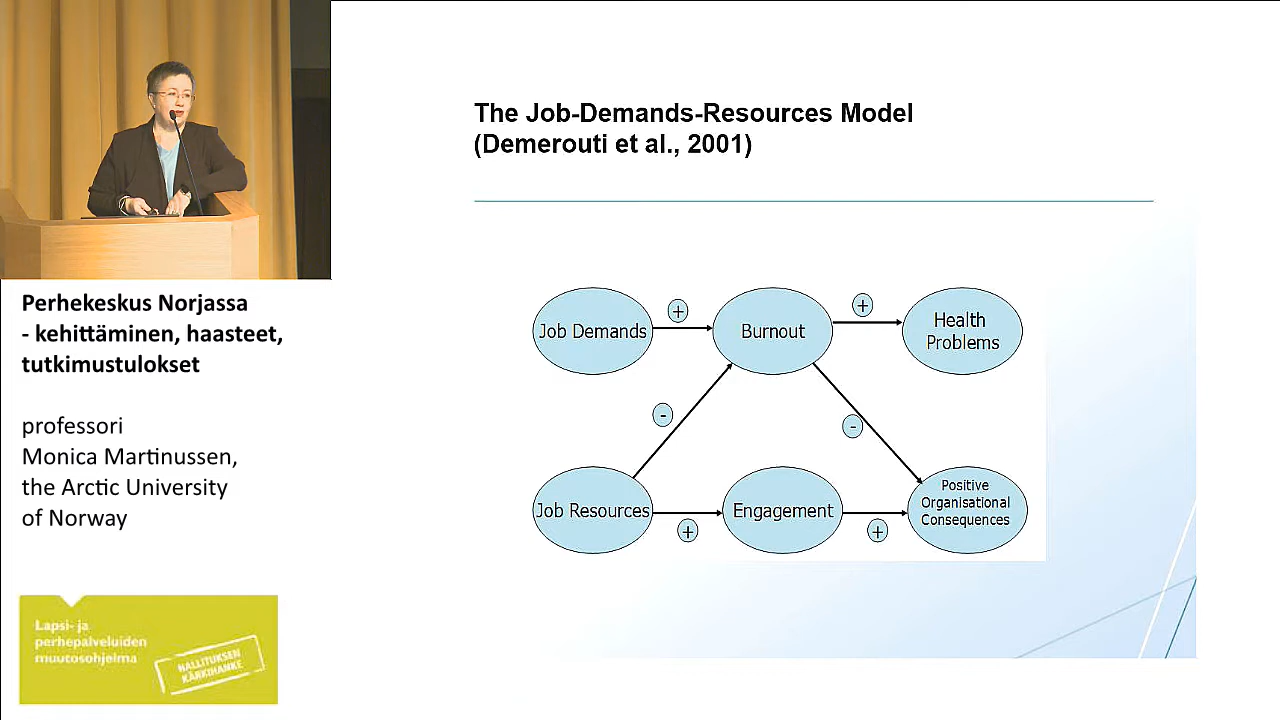 The Job-Demands-Resources Model
(Demerouti et al., 2001)
Job Demands
+
Burnout
+
Health
Problems
-
-
Job Resources
+
Engagement
+
Positive
Organisational
Consequences
Perhekeskus Norjassa
- kehittäminen, haasteet,
tutkimustulokset
professori
Monica Martinussen,
the Arctic University
of Norway
Lapsi- ja
perhepalveluiden
muutosohjelma
HALLITUKSEN
KÄRKIHANKE